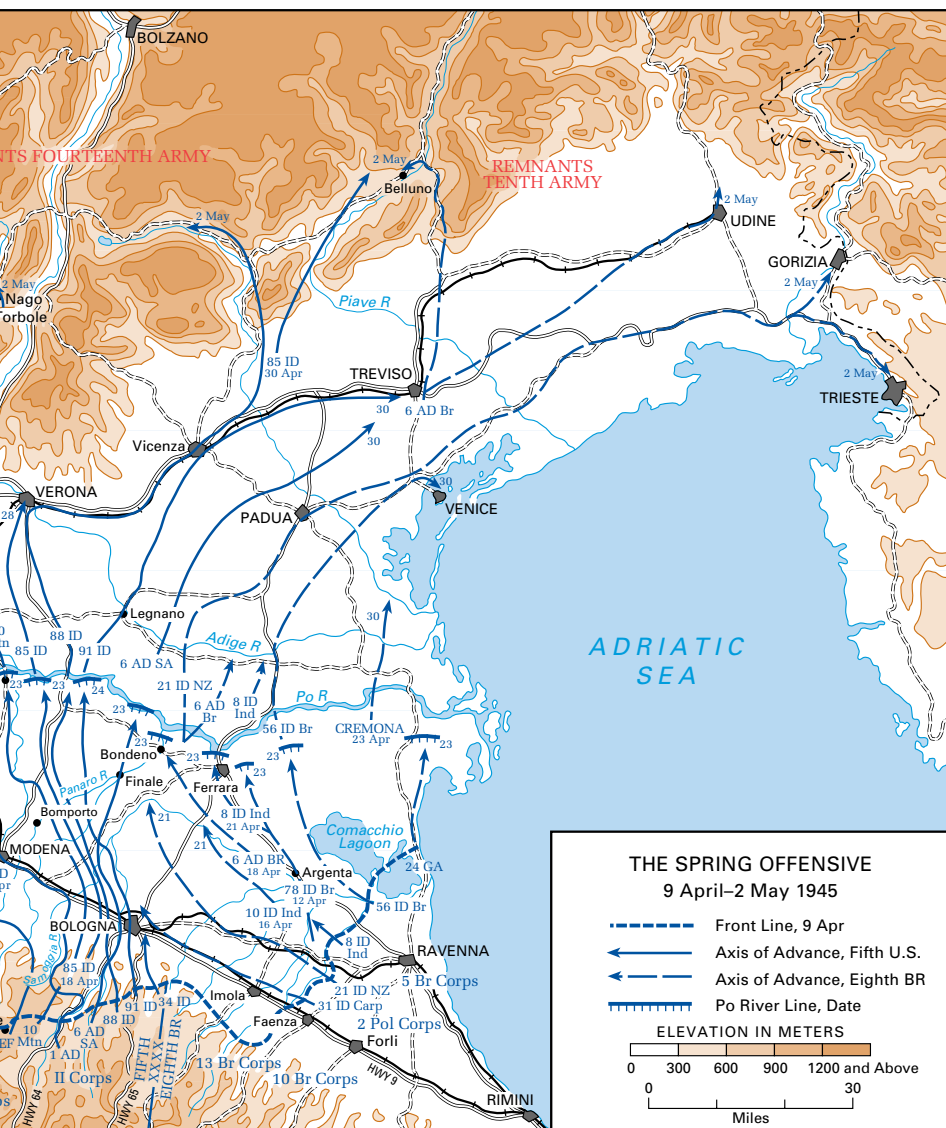 BOLZANO
NTS FOURTEENTH ARMY
2 May
Belluno
REMNANTS
TENTH ARMY
2 May
UDINE
2 May
GORIZIA
2 May
2 May
Nago
Torbole
Piave R
85 ID
30 Apr
TREVISO
30
6 AD Br
2 May
TRIESTE
Vicenza
30
VERONA
28
30
VENICE
PADUA
Legnano
30
88 ID
85 ID
91 ID
Adige R
6 AD SA
ADRIATIC
SEA
23
23
24
21 ID NZ
6 AD
Br
8 ID
Ind
Po R
23
56 ID Br
CREMONA
23 Apr
23
23
Bondeno
23
23
23
Panaro R
Finale
Ferrara
Bomporto
21
8 ID Ind
21 Apr
Comacchio
Lagoon
21
MODENA
6 AD BR
18 Apr
Argenta
24 GA
78 ID Br
12 Apr
56 ID Br
10 ID Ind
16 Apr
BOLOGNA
8 ID
Ind
RAVENNA
Samoggia R
85 ID
18 Apr
5 Br Corps
21 ID NZ
Imola
31 ID Carp
34 ID
91 ID
88 ID
Faenza
2 Pol Corps
10
Mtn
6 AD
SA
Forli
1 AD
13 Br Corps
II Corps
10 Br Corps
FIFTH
XXXX
EIGHTH BR
HWY 9
HWY 64
HWY 65
RIMINI
THE SPRING OFFENSIVE
9 April–2 May 1945
Front Line, 9 Apr
Axis of Advance, Fifth U.S.
Axis of Advance, Eighth BR
Po River Line, Date
ELEVATION IN METERS
0 300 600 900 1200 and Above
0 30
Miles